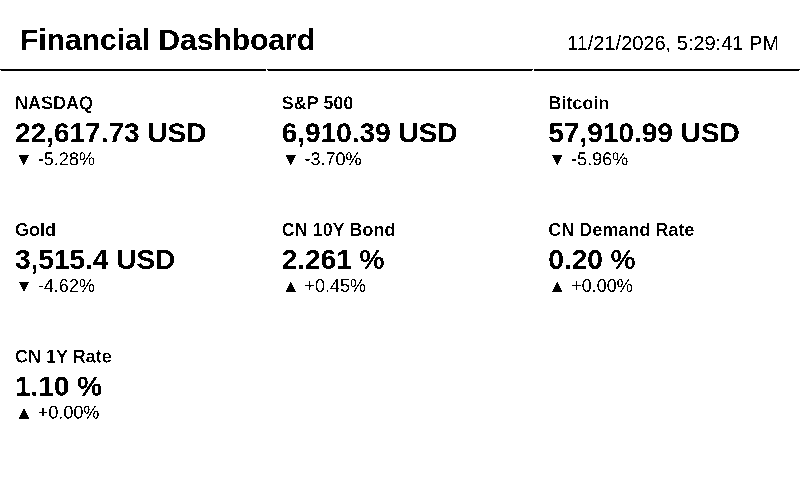 Financial Dashboard
11/21/2026, 5:29:41 PM
NASDAQ
22,617.73 USD
▼ -5.28%
S&P 500
6,910.39 USD
▼ -3.70%
Bitcoin
57,910.99 USD
▼ -5.96%
Gold
3,515.4 USD
▼ -4.62%
CN 10Y Bond
2.261 %
▲ +0.45%
CN Demand Rate
0.20 %
▲ +0.00%
CN 1Y Rate
1.10 %
▲ +0.00%